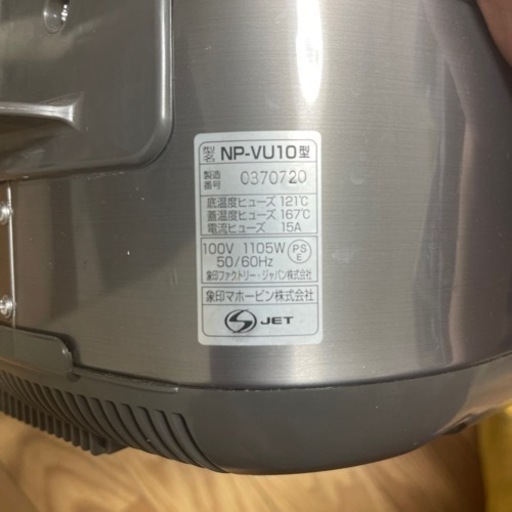 型名 NP-VU10型
製造番号 0370720
底温度ヒューズ 121℃
蓋温度ヒューズ 167℃
電流ヒューズ 15A
100V 1105W
50/60Hz
PSE
象印ファクトリー・ジャパン株式会社
象印マホービン株式会社
S JET